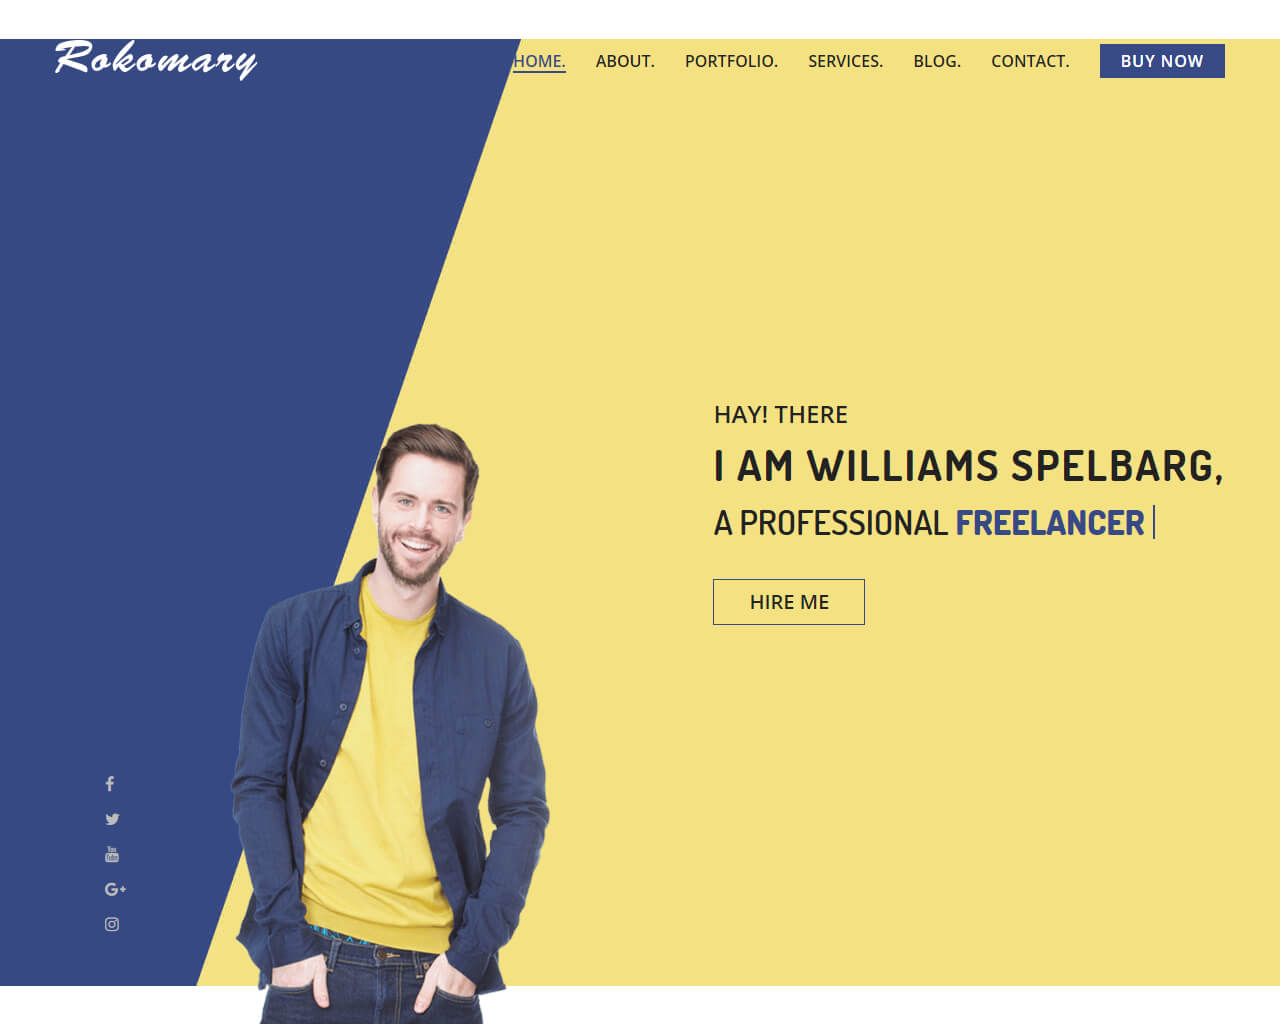 Rokomary
HOME. ABOUT. PORTFOLIO. SERVICES. BLOG. CONTACT. BUY NOW
HAY! THERE
I AM WILLIAMS SPELBARG,
A PROFESSIONAL FREELANCER
HIRE ME